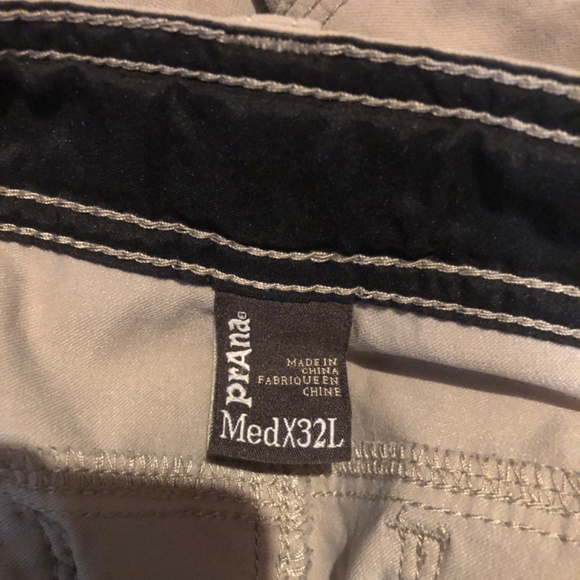 prAna
MADE IN
CHINA
FABRIQUE EN
CHINE
MedX32L